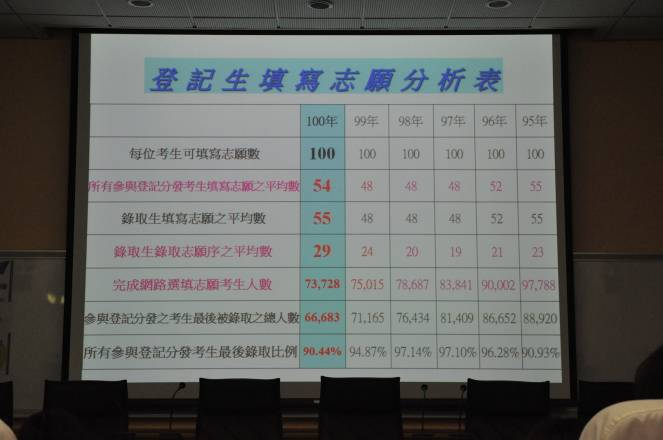 登記生填寫志願分析表
100年 99年 98年 97年 96年 95年
每位考生可填寫志願數 100 100 100 100 100 100
所有參與登記分發考生填寫志願之平均數 54 48 48 48 52 55
錄取生填寫志願之平均數 55 48 48 48 52 55
錄取生錄取志願序之平均數 29 24 20 19 21 23
完成網路選填志願考生人數 73,728 75,015 78,687 83,841 90,002 97,788
參與登記分發之考生最後被錄取之總人數 66,683 71,165 76,434 81,409 86,652 88,920
所有參與登記分發考生最後錄取比例 90.44% 94.87% 97.14% 97.10% 96.28% 90.93%